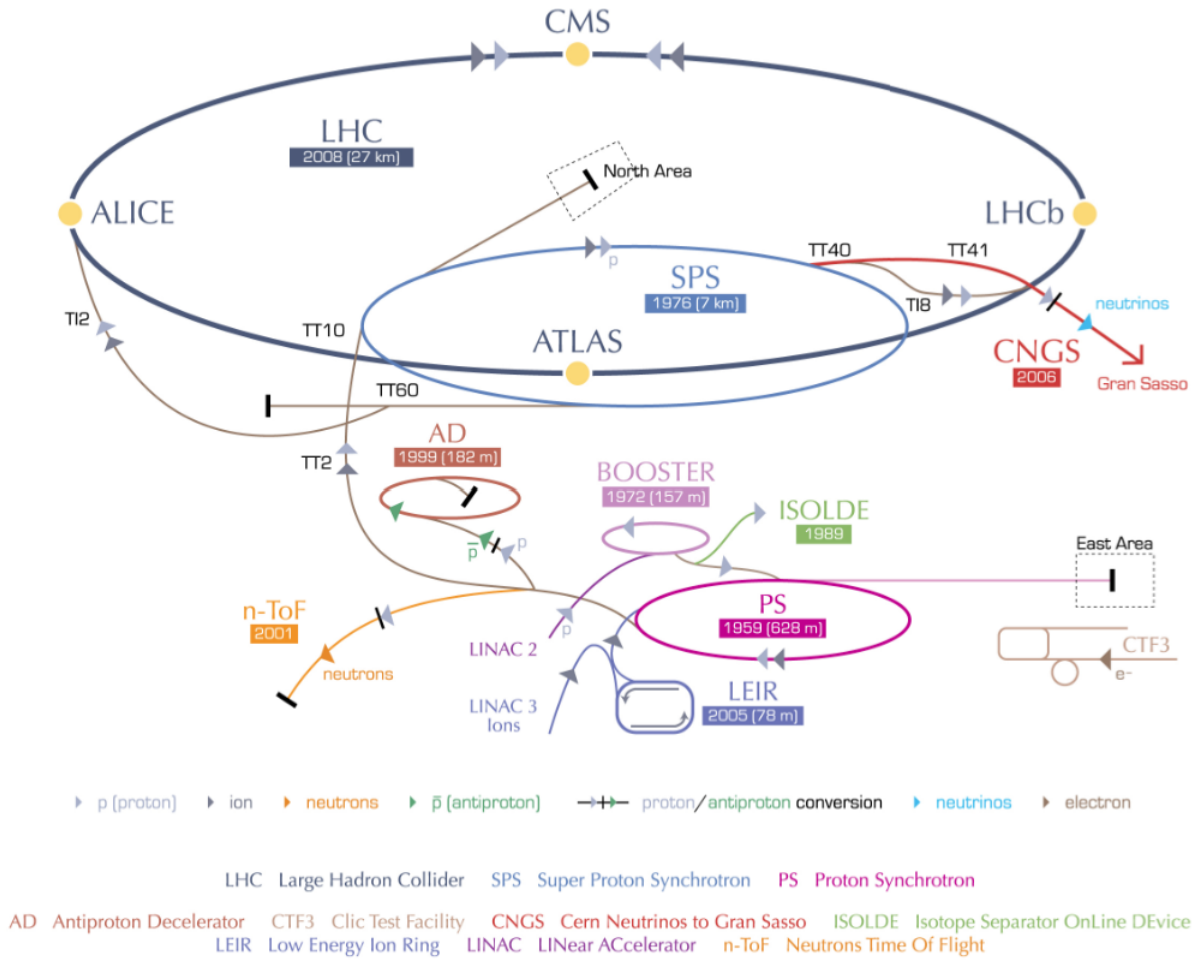 CMS
LHC
2008 (27 km)
North Area
ALICE
LHCb
TT40
TT41
SPS
1976 (7 km)
p
TI8
neutrinos
TI2
TT10
ATLAS
CNGS
2006
Gran Sasso
TT60
AD
1999 (182 m)
TT2
BOOSTER
1972 (157 m)
ISOLDE
1989
p̅
p
East Area
n-ToF
2001
PS
1959 (628 m)
p
LINAC 2
neutrons
CTF3
e-
LEIR
2005 (78 m)
LINAC 3
Ions
p (proton) ion neutrons p̅ (antiproton) proton/antiproton conversion neutrinos electron
LHC Large Hadron Collider SPS Super Proton Synchrotron PS Proton Synchrotron
AD Antiproton Decelerator CTF3 Clic Test Facility CNGS Cern Neutrinos to Gran Sasso ISOLDE Isotope Separator OnLine DEvice
LEIR Low Energy Ion Ring LINAC LINear ACcelerator n-ToF Neutrons Time Of Flight